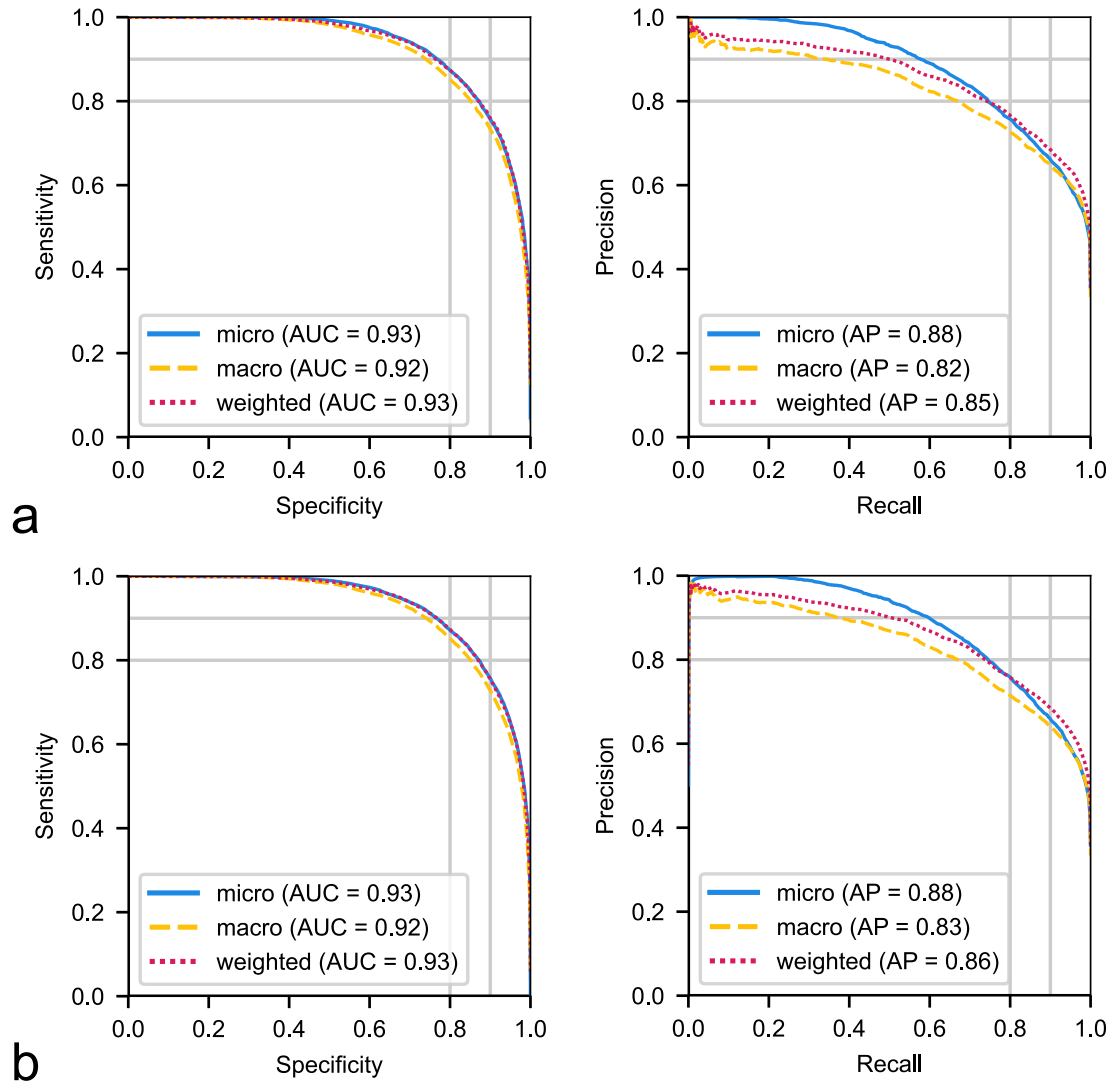 1.0
0.8
0.6
0.4
0.2
0.0
Sensitivity
micro (AUC = 0.93)
macro (AUC = 0.92)
weighted (AUC = 0.93)
0.0 0.2 0.4 0.6 0.8 1.0
Specificity
1.0
0.8
0.6
0.4
0.2
0.0
Precision
micro (AP = 0.88)
macro (AP = 0.82)
weighted (AP = 0.85)
0.0 0.2 0.4 0.6 0.8 1.0
Recall
a
1.0
0.8
0.6
0.4
0.2
0.0
Sensitivity
micro (AUC = 0.93)
macro (AUC = 0.92)
weighted (AUC = 0.93)
0.0 0.2 0.4 0.6 0.8 1.0
Specificity
1.0
0.8
0.6
0.4
0.2
0.0
Precision
micro (AP = 0.88)
macro (AP = 0.83)
weighted (AP = 0.86)
0.0 0.2 0.4 0.6 0.8 1.0
Recall
b